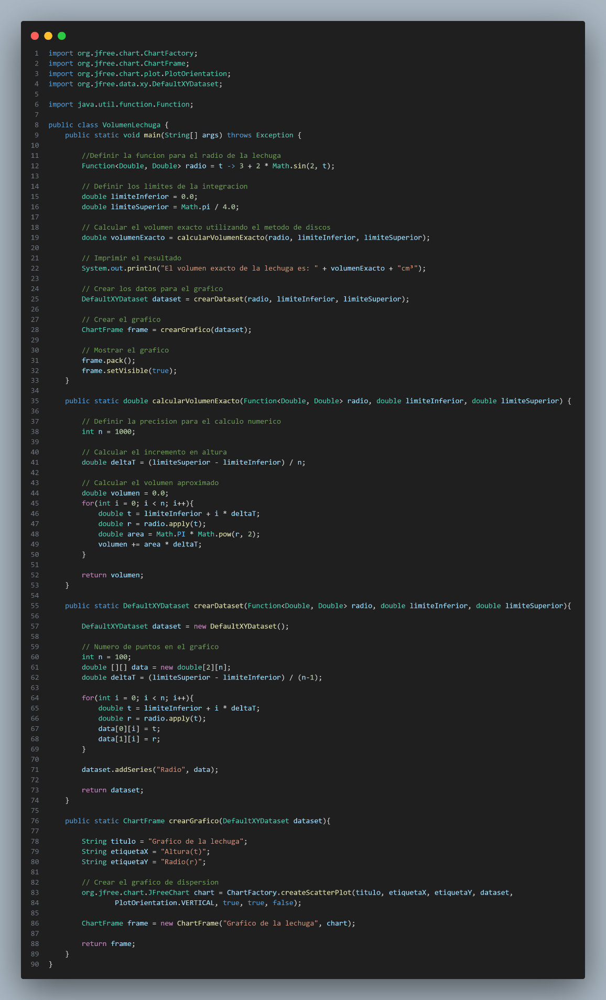 1 import org.jfree.chart.ChartFactory;
2 import org.jfree.chart.ChartFrame;
3 import org.jfree.chart.plot.PlotOrientation;
4 import org.jfree.data.xy.DefaultXYDataset;
5
6 import java.util.function.Function;
7
8 public class VolumenLechuga {
9     public static void main(String[] args) throws Exception {
10
11         //Definir la funcion para el radio de la lechuga
12         Function<Double, Double> radio = t -> 3 + 2 * Math.sin(2, t);
13
14         // Definir los limites de la integracion
15         double limiteInferior = 0.0;
16         double limiteSuperior = Math.pi / 4.0;
17
18         // Calcular el volumen exacto utilizando el metodo de discos
19         double volumenExacto = calcularVolumenExacto(radio, limiteInferior, limiteSuperior);
20
21         // Imprimir el resultado
22         System.out.println("El volumen exacto de la lechuga es: " + volumenExacto + "cm³");
23
24         // Crear los datos para el grafico
25         DefaultXYDataset dataset = crearDataset(radio, limiteInferior, limiteSuperior);
26
27         // Crear el grafico
28         ChartFrame frame = crearGrafico(dataset);
29
30         // Mostrar el grafico
31         frame.pack();
32         frame.setVisible(true);
33     }
34
35     public static double calcularVolumenExacto(Function<Double, Double> radio, double limiteInferior, double limiteSuperior) {
36
37         // Definir la precision para el calculo numerico
38         int n = 1000;
39
40         // Calcular el incremento en altura
41         double deltaT = (limiteSuperior - limiteInferior) / n;
42
43         // Calcular el volumen aproximado
44         double volumen = 0.0;
45         for(int i = 0; i < n; i++){
46             double t = limiteInferior + i * deltaT;
47             double r = radio.apply(t);
48             double area = Math.PI * Math.pow(r, 2);
49             volumen += area * deltaT;
50         }
51
52         return volumen;
53     }
54
55     public static DefaultXYDataset crearDataset(Function<Double, Double> radio, double limiteInferior, double limiteSuperior){
56
57         DefaultXYDataset dataset = new DefaultXYDataset();
58
59         // Numero de puntos en el grafico
60         int n = 100;
61         double [][] data = new double[2][n];
62         double deltaT = (limiteSuperior - limiteInferior) / (n-1);
63
64         for(int i = 0; i < n; i++){
65             double t = limiteInferior + i * deltaT;
66             double r = radio.apply(t);
67             data[0][i] = t;
68             data[1][i] = r;
69         }
70
71         dataset.addSeries("Radio", data);
72
73         return dataset;
74     }
75
76     public static ChartFrame crearGrafico(DefaultXYDataset dataset){
77
78         String titulo = "Grafico de la lechuga";
79         String etiquetaX = "Altura(t)";
80         String etiquetaY = "Radio(r)";
81
82         // Crear el grafico de dispersion
83         org.jfree.chart.JFreeChart chart = ChartFactory.createScatterPlot(titulo, etiquetaX, etiquetaY, dataset,
84                 PlotOrientation.VERTICAL, true, true, false);
85
86         ChartFrame frame = new ChartFrame("Grafico de la lechuga", chart);
87
88         return frame;
89     }
90 }